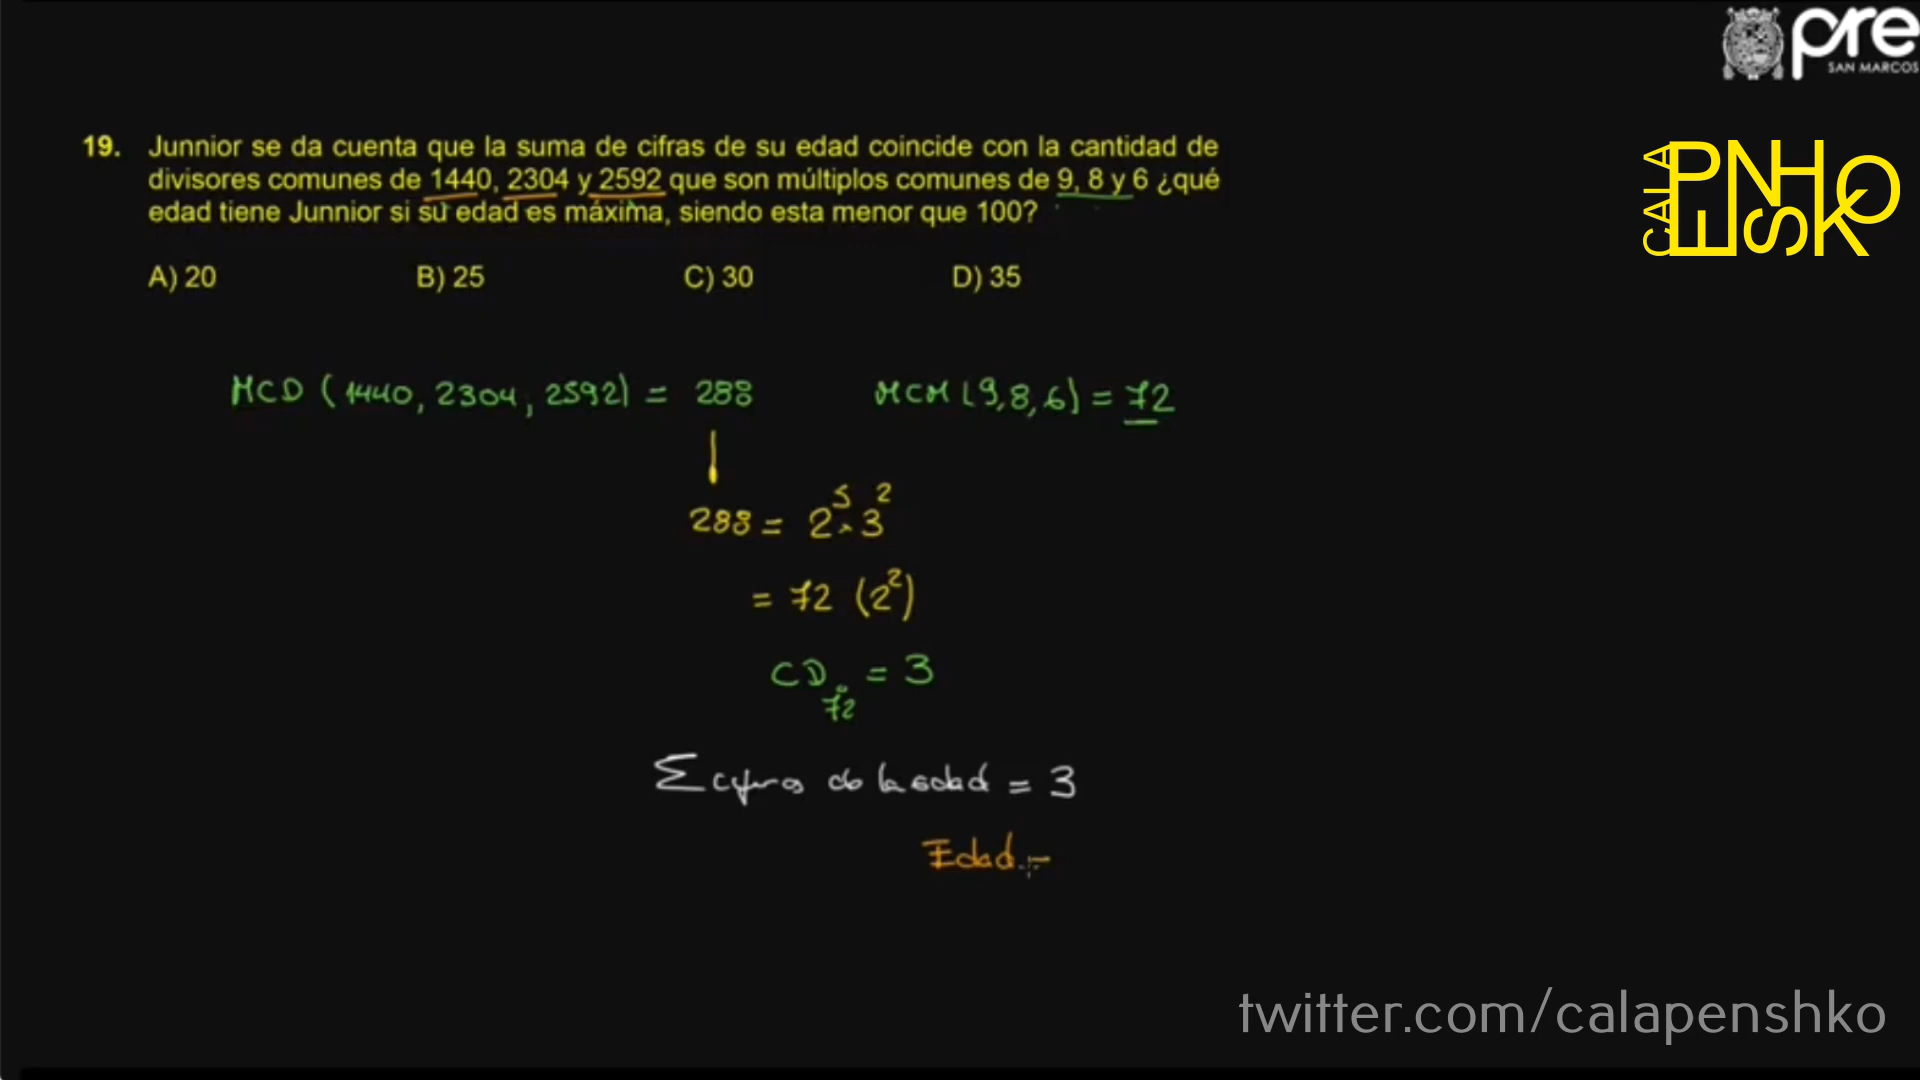 pre
SAN MARCOS
CALA
PENSHKO
19. Junnior se da cuenta que la suma de cifras de su edad coincide con la cantidad de
divisores comunes de 1440, 2304 y 2592 que son múltiplos comunes de 9, 8 y 6 ¿qué
edad tiene Junnior si su edad es máxima, siendo esta menor que 100?
A) 20 B) 25 C) 30 D) 35
MCD (1440, 2304, 2592) = 288 MCM (9,8,6) = 72
288 = 2^5 · 3^2
= 72 (2^2)
CD 72° = 3
Σ cifras de la edad = 3
Edad =
twitter.com/calapenshko